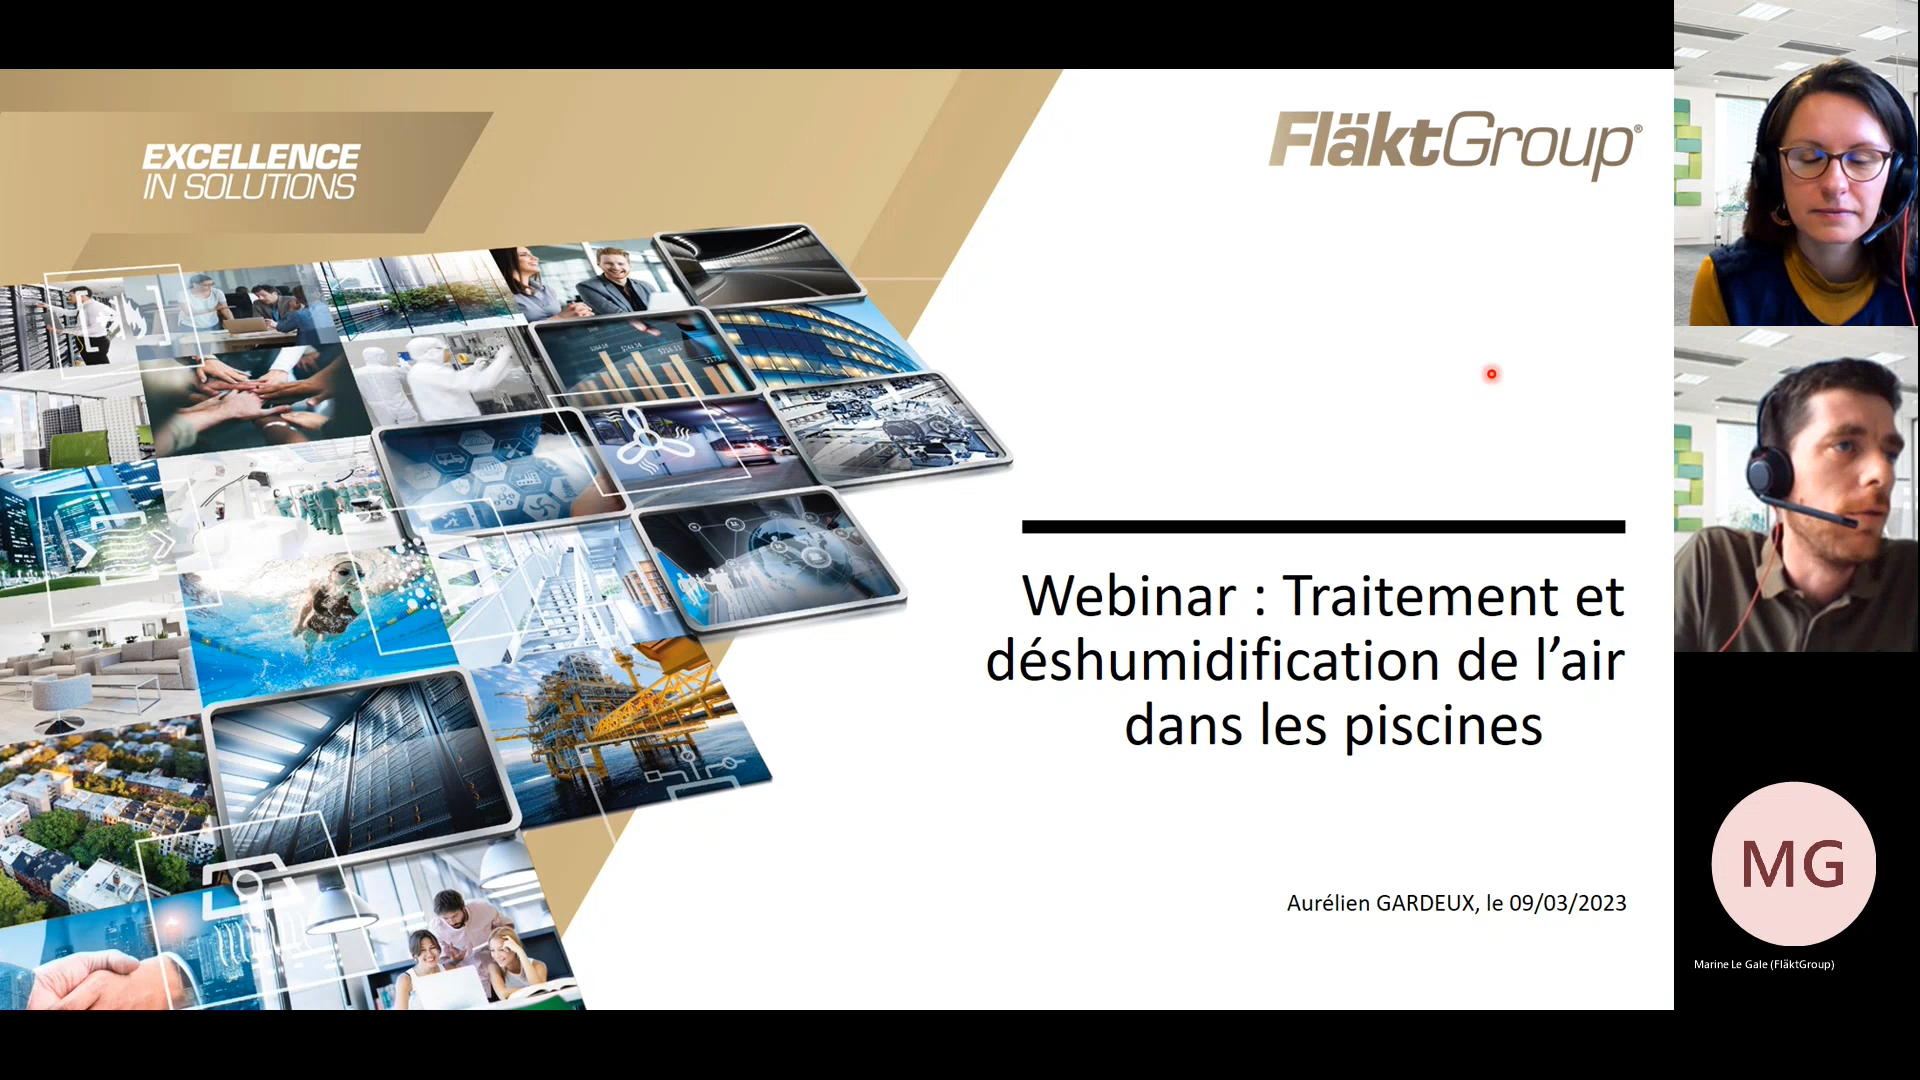 EXCELLENCE
IN SOLUTIONS
FläktGroup®
Webinar : Traitement et
déshumidification de l’air
dans les piscines
Aurélien GARDEUX, le 09/03/2023
MG
Marine Le Gale (FläktGroup)